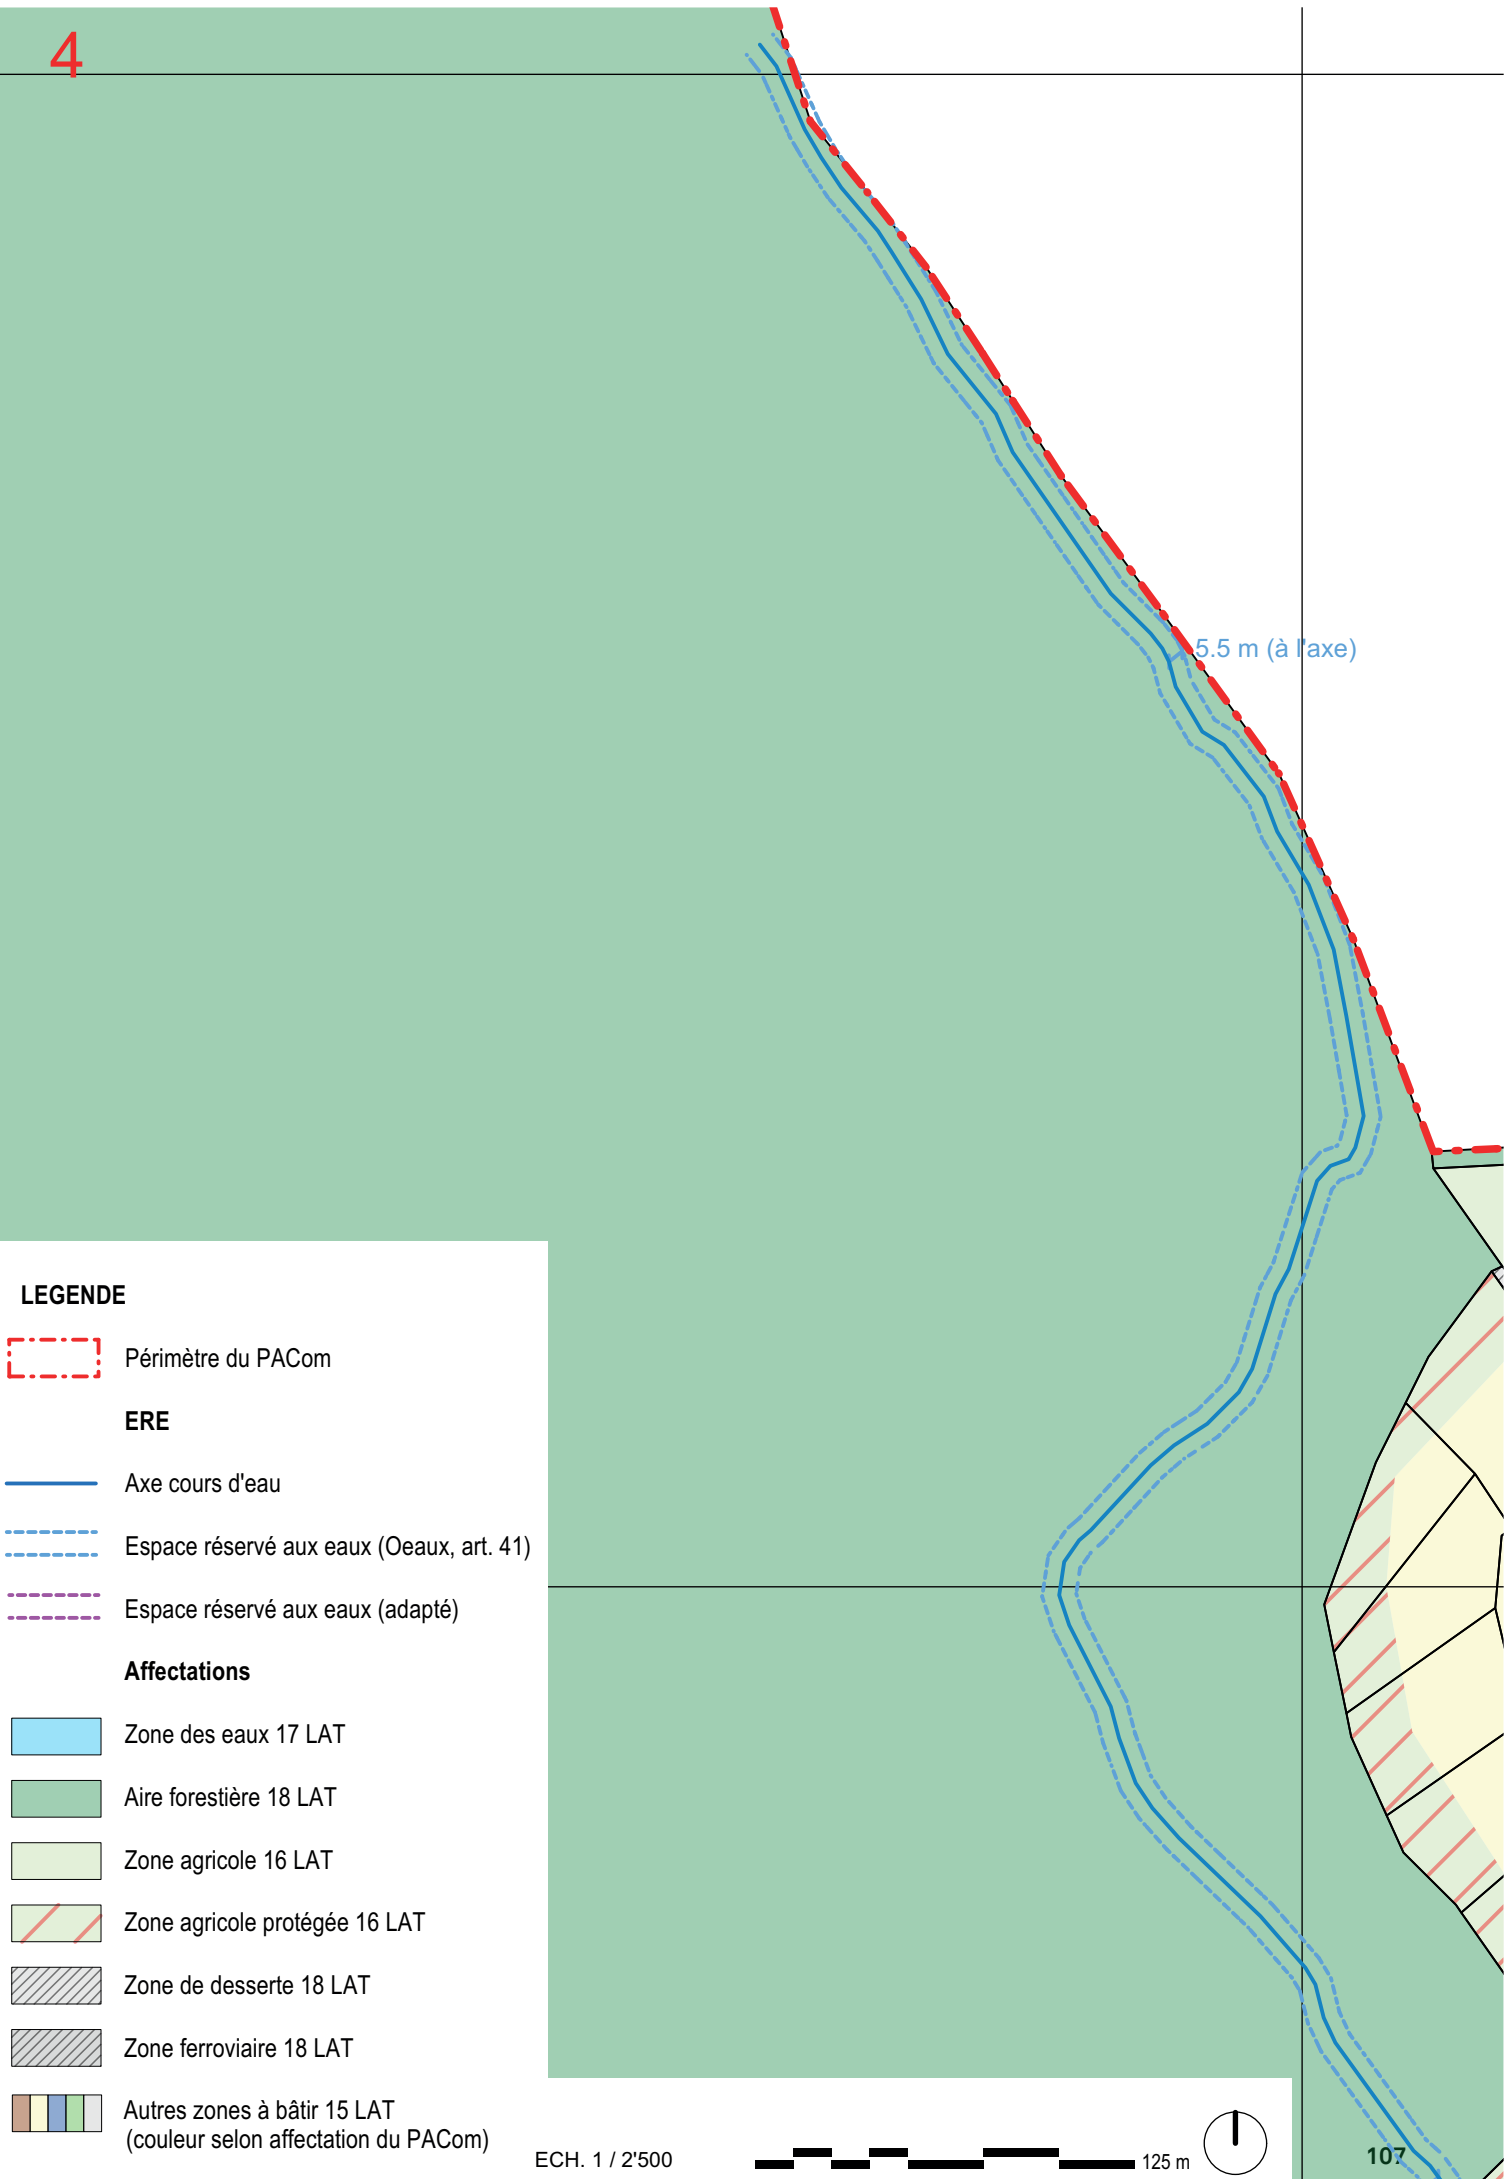 4
5.5 m (à l'axe)
LEGENDE
Périmètre du PACom
ERE
Axe cours d'eau
Espace réservé aux eaux (Oeaux, art. 41)
Espace réservé aux eaux (adapté)
Affectations
Zone des eaux 17 LAT
Aire forestière 18 LAT
Zone agricole 16 LAT
Zone agricole protégée 16 LAT
Zone de desserte 18 LAT
Zone ferroviaire 18 LAT
Autres zones à bâtir 15 LAT
(couleur selon affectation du PACom)
ECH. 1 / 2'500
125 m
107